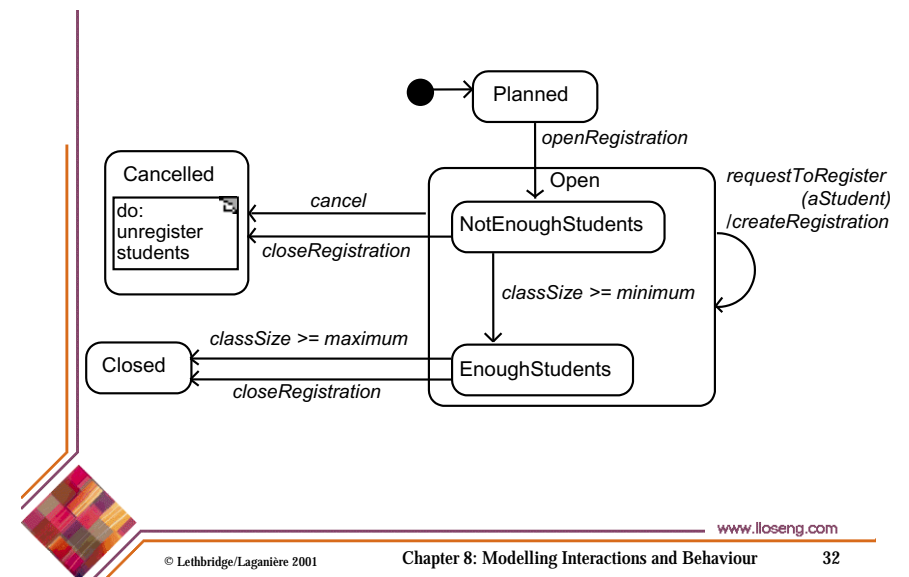 Planned
openRegistration
Cancelled
do:
unregister
students
cancel
closeRegistration
Open
NotEnoughStudents
requestToRegister
(aStudent)
/createRegistration
classSize >= minimum
classSize >= maximum
Closed
closeRegistration
EnoughStudents
www.lloseng.com
© Lethbridge/Laganière 2001
Chapter 8: Modelling Interactions and Behaviour
32